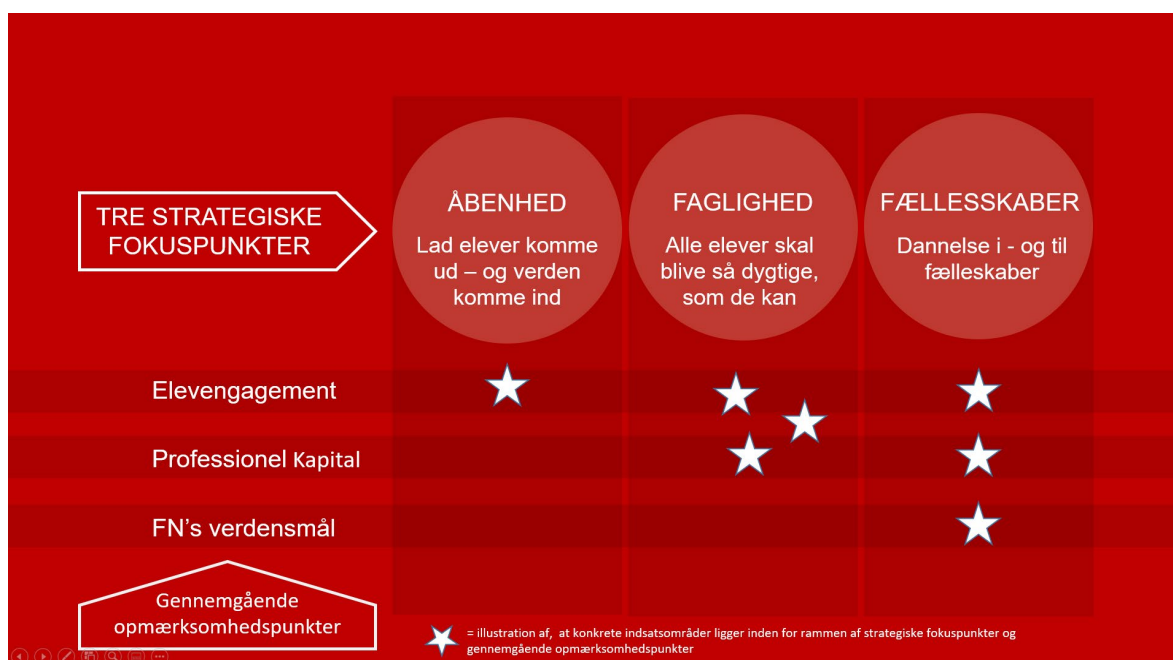 TRE STRATEGISKE
FOKUSPUNKTER
ÅBENHED
Lad elever komme
ud – og verden
komme ind
FAGLIGHED
Alle elever skal
blive så dygtige,
som de kan
FÆLLESSKABER
Dannelse i - og til
fælleskaber
Elevengagement
Professionel Kapital
FN's verdensmål
Gennemgående
opmærksomhedspunkter
= illustration af, at konkrete indsatsområder ligger inden for rammen af strategiske fokuspunkter og
gennemgående opmærksomhedspunkter